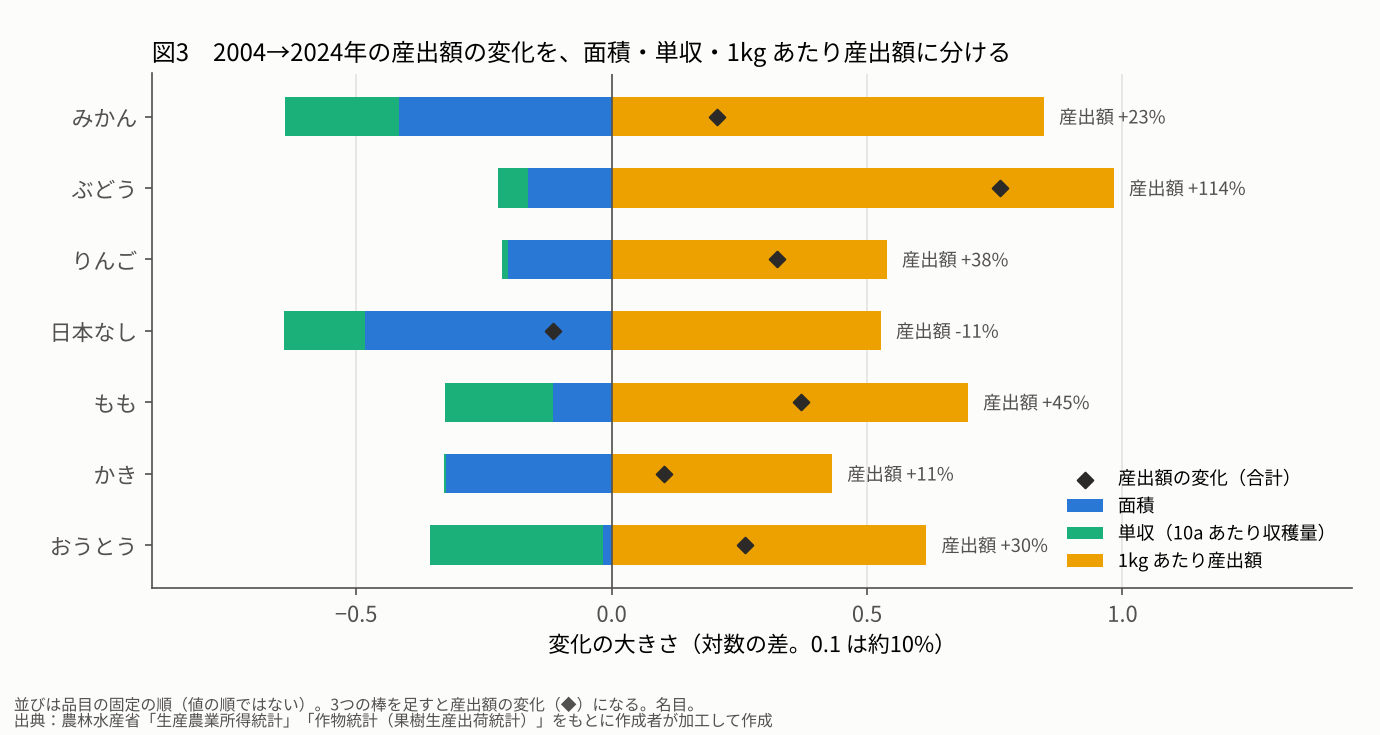 図3　2004→2024年の産出額の変化を、面積・単収・1kg あたり産出額に分ける
みかん
産出額 +23%
ぶどう
産出額 +114%
りんご
産出額 +38%
日本なし
産出額 -11%
もも
産出額 +45%
かき
産出額 +11%
おうとう
産出額 +30%
産出額の変化（合計）
面積
単収（10a あたり収穫量）
1kg あたり産出額
−0.5 0.0 0.5 1.0
変化の大きさ（対数の差。0.1 は約10%）
並びは品目の固定の順（値の順ではない）。3つの棒を足すと産出額の変化（◆）になる。名目。
出典：農林水産省「生産農業所得統計」「作物統計（果樹生産出荷統計）」をもとに作成者が加工して作成